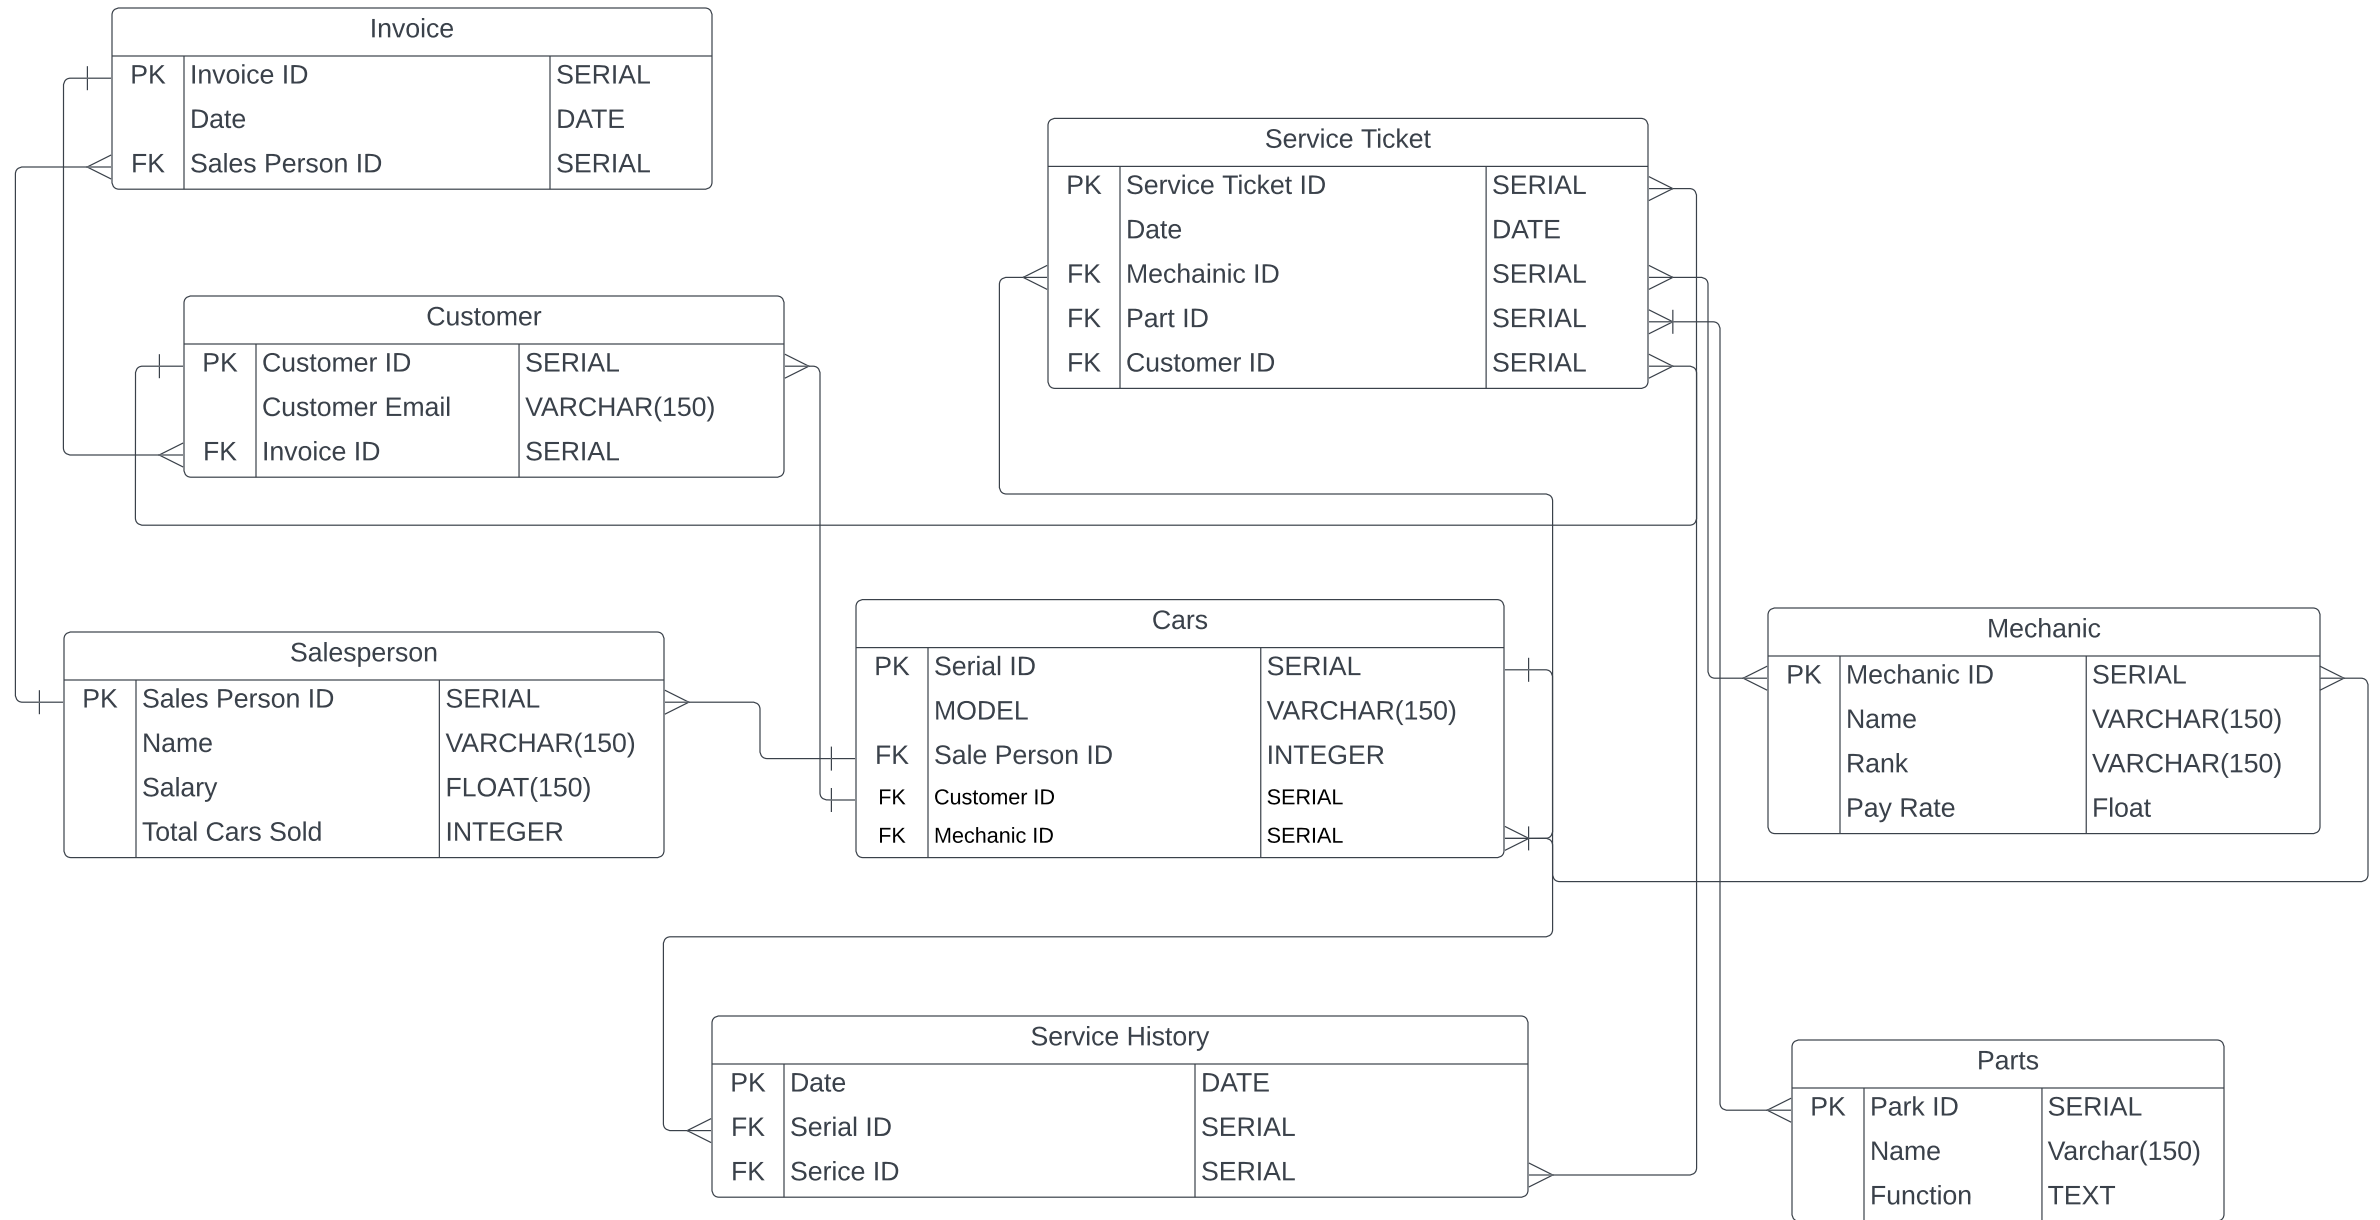 Invoice
PK Invoice ID SERIAL
Date DATE
FK Sales Person ID SERIAL
Service Ticket
PK Service Ticket ID SERIAL
Date DATE
FK Mechainic ID SERIAL
FK Part ID SERIAL
FK Customer ID SERIAL
Customer
PK Customer ID SERIAL
Customer Email VARCHAR(150)
FK Invoice ID SERIAL
Salesperson
PK Sales Person ID SERIAL
Name VARCHAR(150)
Salary FLOAT(150)
Total Cars Sold INTEGER
Cars
PK Serial ID SERIAL
MODEL VARCHAR(150)
FK Sale Person ID INTEGER
FK Customer ID SERIAL
FK Mechanic ID SERIAL
Mechanic
PK Mechanic ID SERIAL
Name VARCHAR(150)
Rank VARCHAR(150)
Pay Rate Float
Service History
PK Date DATE
FK Serial ID SERIAL
FK Serice ID SERIAL
Parts
PK Park ID SERIAL
Name Varchar(150)
Function TEXT